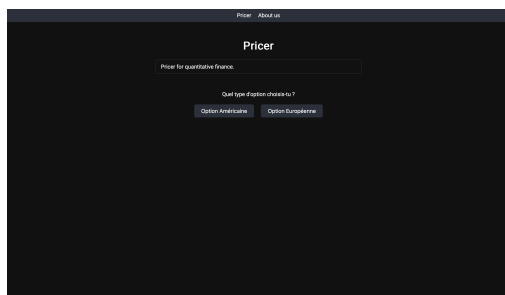 Pricer About us
Pricer
Pricer for quantitative finance.
Quel type d'option choisis-tu ?
Option Américaine Option Européenne